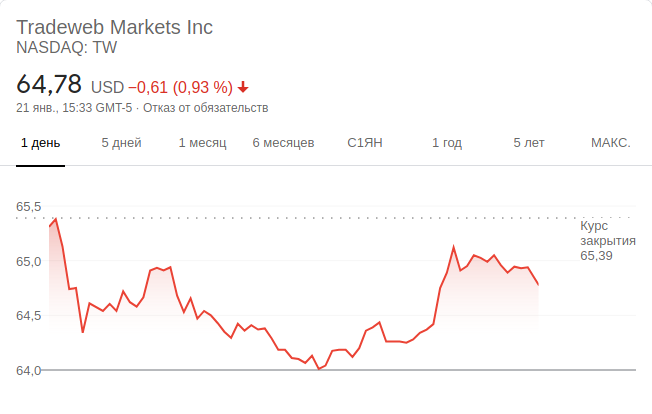 Tradeweb Markets Inc
NASDAQ: TW
64,78 USD −0,61 (0,93 %)
21 янв., 15:33 GMT-5 · Отказ от обязательств
1 день 5 дней 1 месяц 6 месяцев С1ЯН 1 год 5 лет МАКС.
65,5
Курс
закрытия
65,39
65,0
64,5
64,0